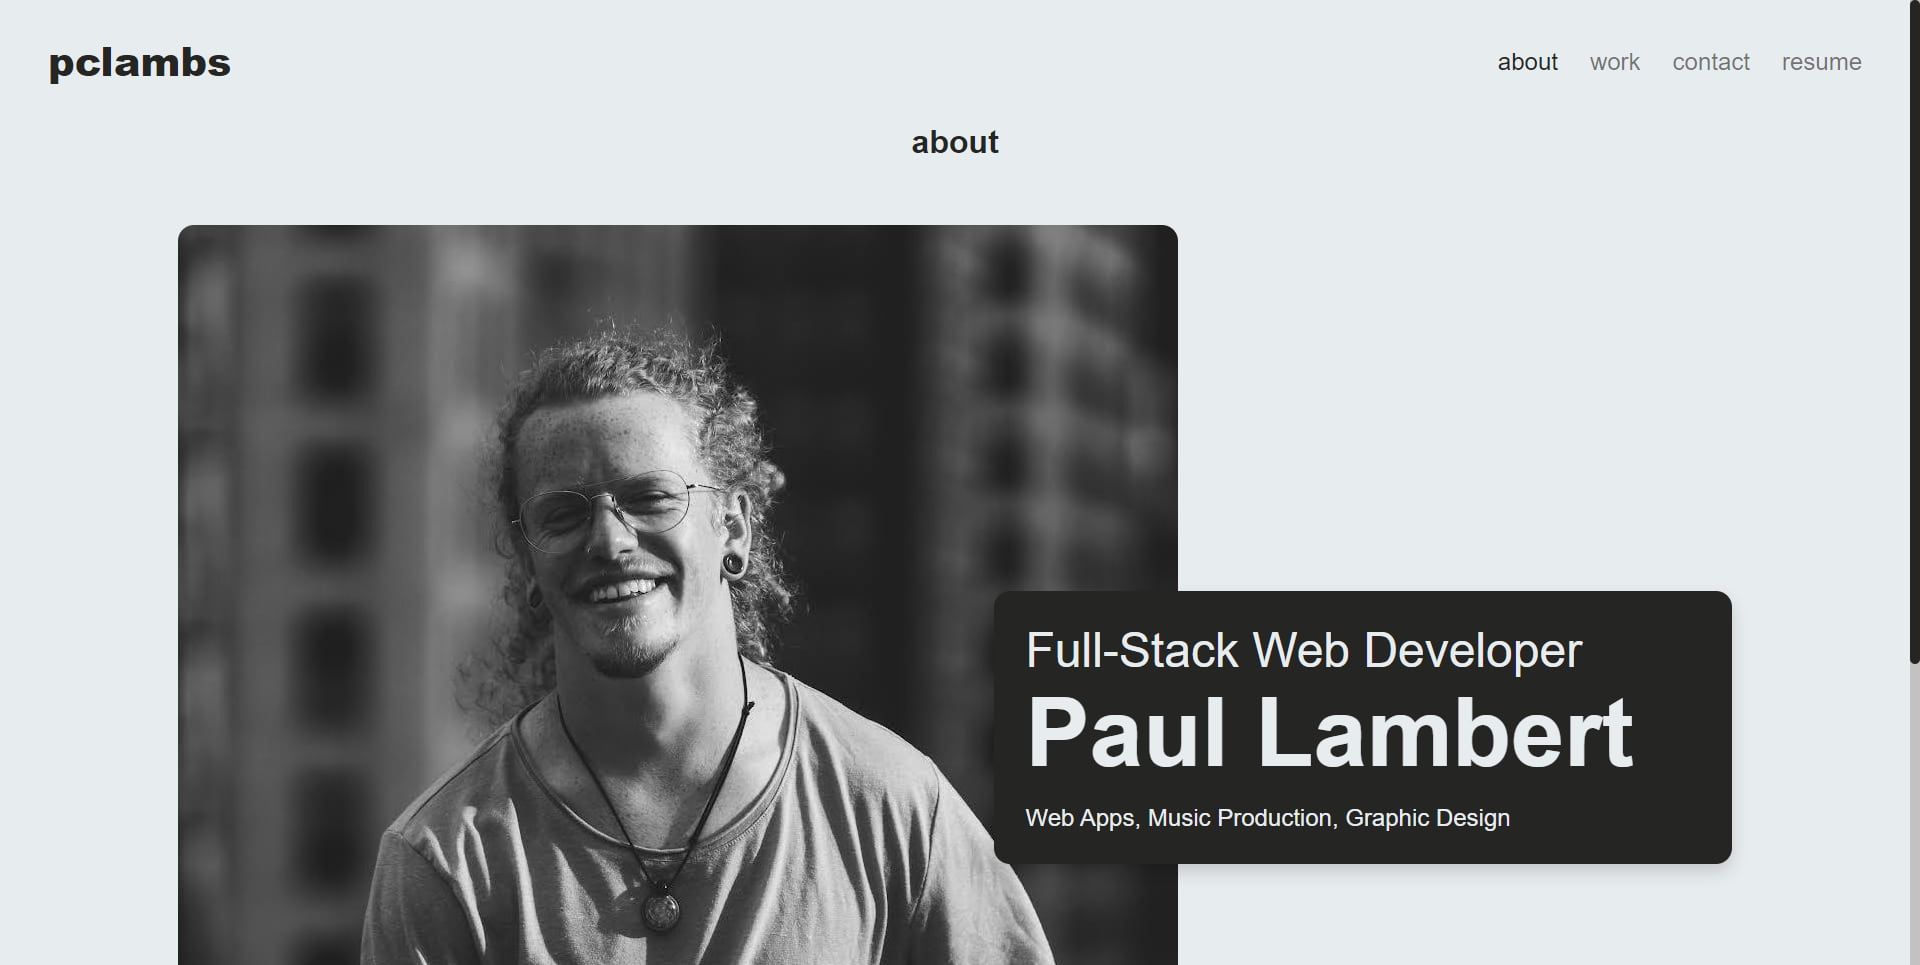 pclambs
about work contact resume
about
Full-Stack Web Developer
Paul Lambert
Web Apps, Music Production, Graphic Design